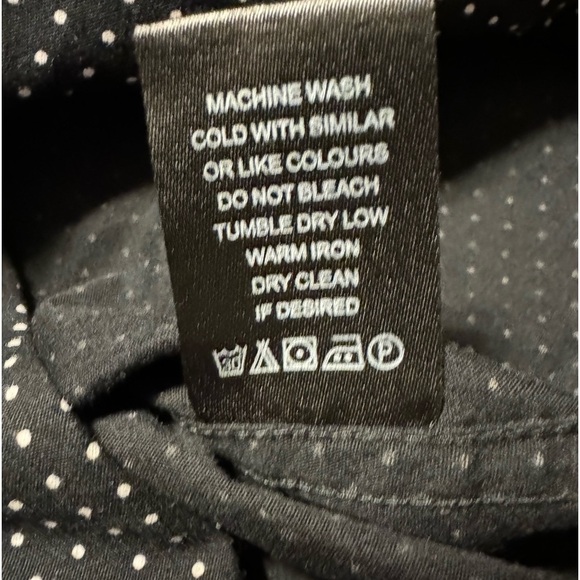 MACHINE WASH
COLD WITH SIMILAR
OR LIKE COLOURS
DO NOT BLEACH
TUMBLE DRY LOW
WARM IRON
DRY CLEAN
IF DESIRED
30 P